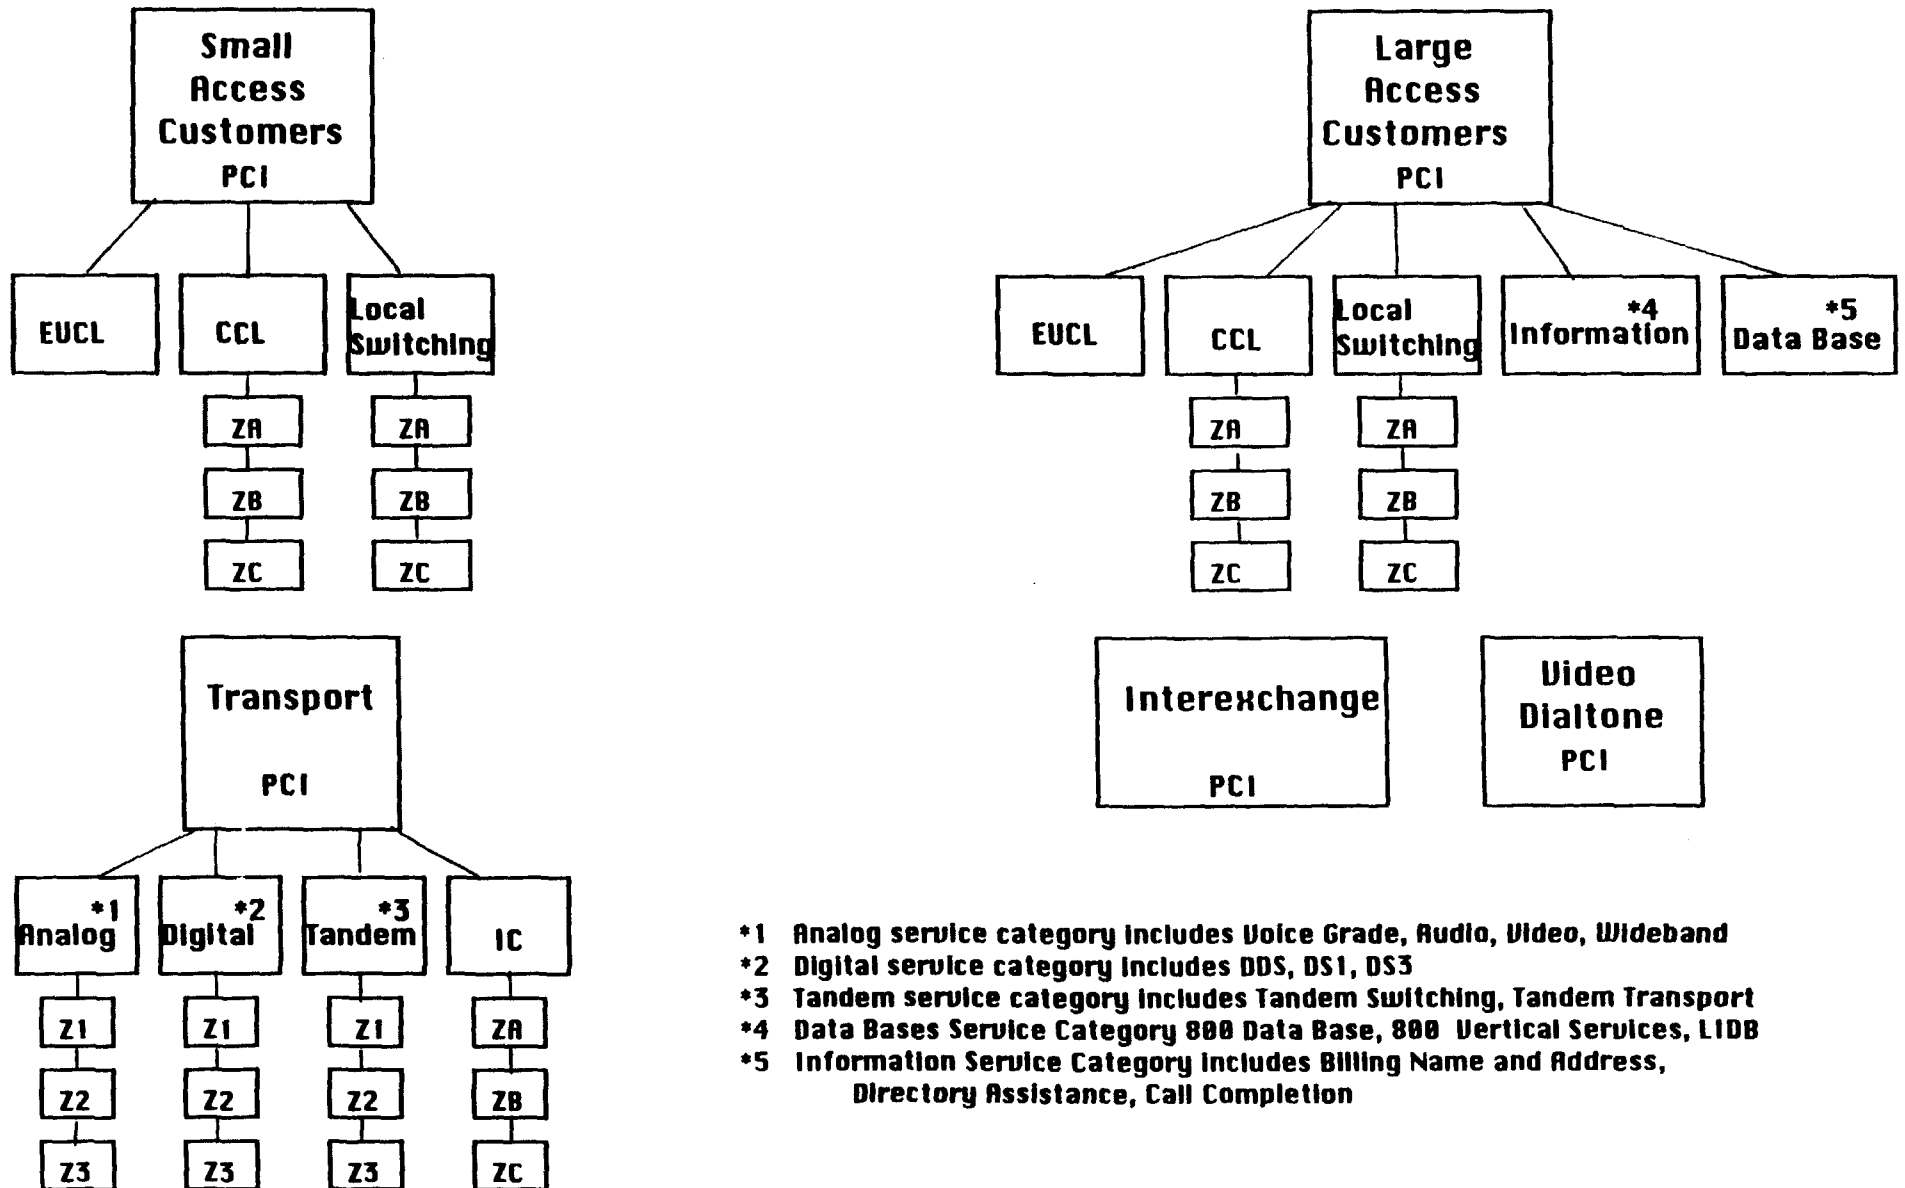 Small
Access
Customers
PCI
EUCL
CCL
Local
Switching
ZA
ZA
ZB
ZB
ZC
ZC
Large
Access
Customers
PCI
EUCL
CCL
Local
Switching
*4
Information
*5
Data Base
ZA
ZA
ZB
ZB
ZC
ZC
Transport
PCI
*1
Analog
*2
Digital
*3
Tandem
IC
Z1
Z1
Z1
ZA
Z2
Z2
Z2
ZB
Z3
Z3
Z3
ZC
Interexchange
PCI
Video
Dialtone
PCI
*1 Analog service category includes Voice Grade, Audio, Video, Wideband
*2 Digital service category includes DDS, DS1, DS3
*3 Tandem service category includes Tandem Switching, Tandem Transport
*4 Data Bases Service Category 800 Data Base, 800 Vertical Services, LIDB
*5 Information Service Category includes Billing Name and Address,
Directory Assistance, Call Completion